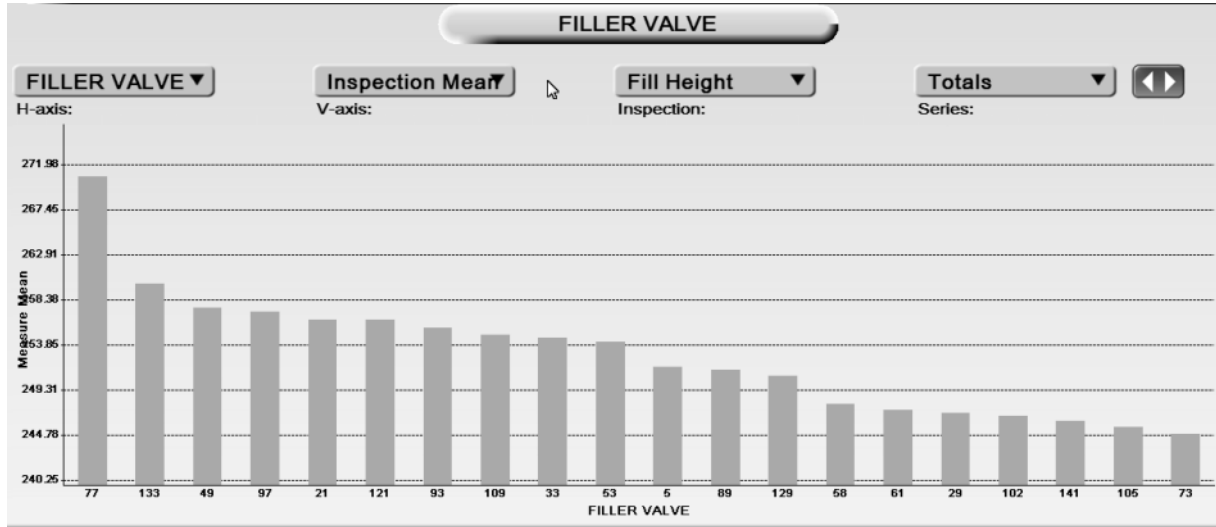 FILLER VALVE
FILLER VALVE Inspection Mean Fill Height Totals
H-axis: V-axis: Inspection: Series:
271.98
267.45
262.91
258.38
253.85
249.31
244.78
240.25
Measure Mean
77 133 49 97 21 121 93 109 33 53 5 89 129 58 61 29 102 141 105 73
FILLER VALVE